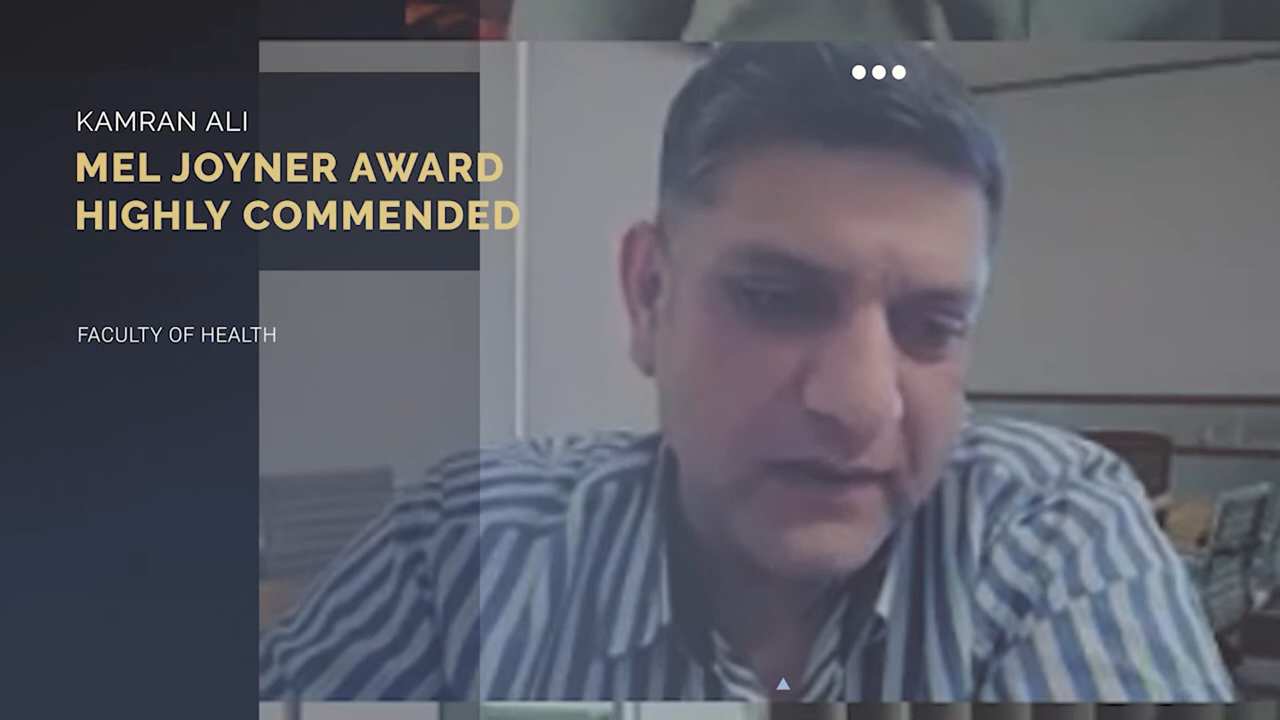 KAMRAN ALI
MEL JOYNER AWARD
HIGHLY COMMENDED
FACULTY OF HEALTH